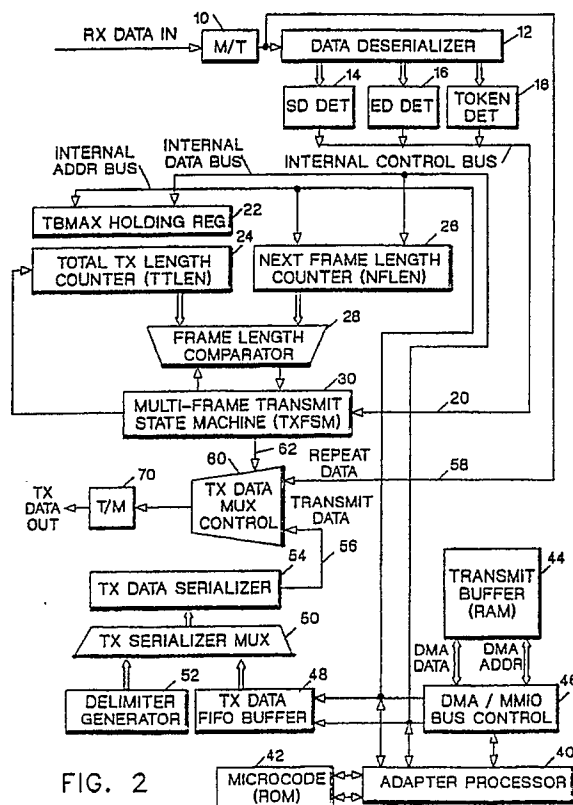 10
RX DATA IN
M/T
12
DATA DESERIALIZER
14
16
18
SD DET
ED DET
TOKEN
DET
INTERNAL
ADDR BUS
INTERNAL
DATA BUS
INTERNAL CONTROL BUS
TBMAX HOLDING REG
22
24
26
TOTAL TX LENGTH
COUNTER (TTLEN)
NEXT FRAME LENGTH
COUNTER (NFLEN)
28
FRAME LENGTH
COMPARATOR
30
MULTI-FRAME TRANSMIT
STATE MACHINE (TXFSM)
20
62
60
REPEAT
DATA
58
70
TX
DATA
OUT
T/M
TX DATA
MUX
CONTROL
TRANSMIT
DATA
54
56
TX DATA SERIALIZER
44
TRANSMIT
BUFFER
(RAM)
50
TX SERIALIZER MUX
DMA
DATA
DMA
ADDR
52
48
46
DELIMITER
GENERATOR
TX DATA
FIFO BUFFER
DMA / MMIO
BUS CONTROL
42
40
FIG. 2
MICROCODE
(ROM)
ADAPTER PROCESSOR